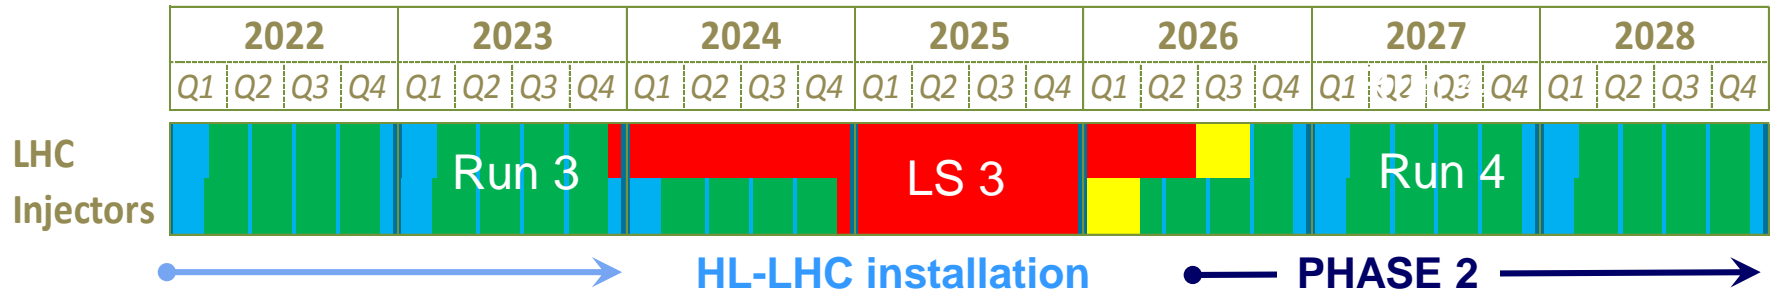 2022 2023 2024 2025 2026 2027 2028
Q1 Q2 Q3 Q4 Q1 Q2 Q3 Q4 Q1 Q2 Q3 Q4 Q1 Q2 Q3 Q4 Q1 Q2 Q3 Q4 Q1 Q2 Q3 Q4 Q1 Q2 Q3 Q4
LHC
Run 3 LS 3 Run 4
Injectors
HL-LHC installation PHASE 2